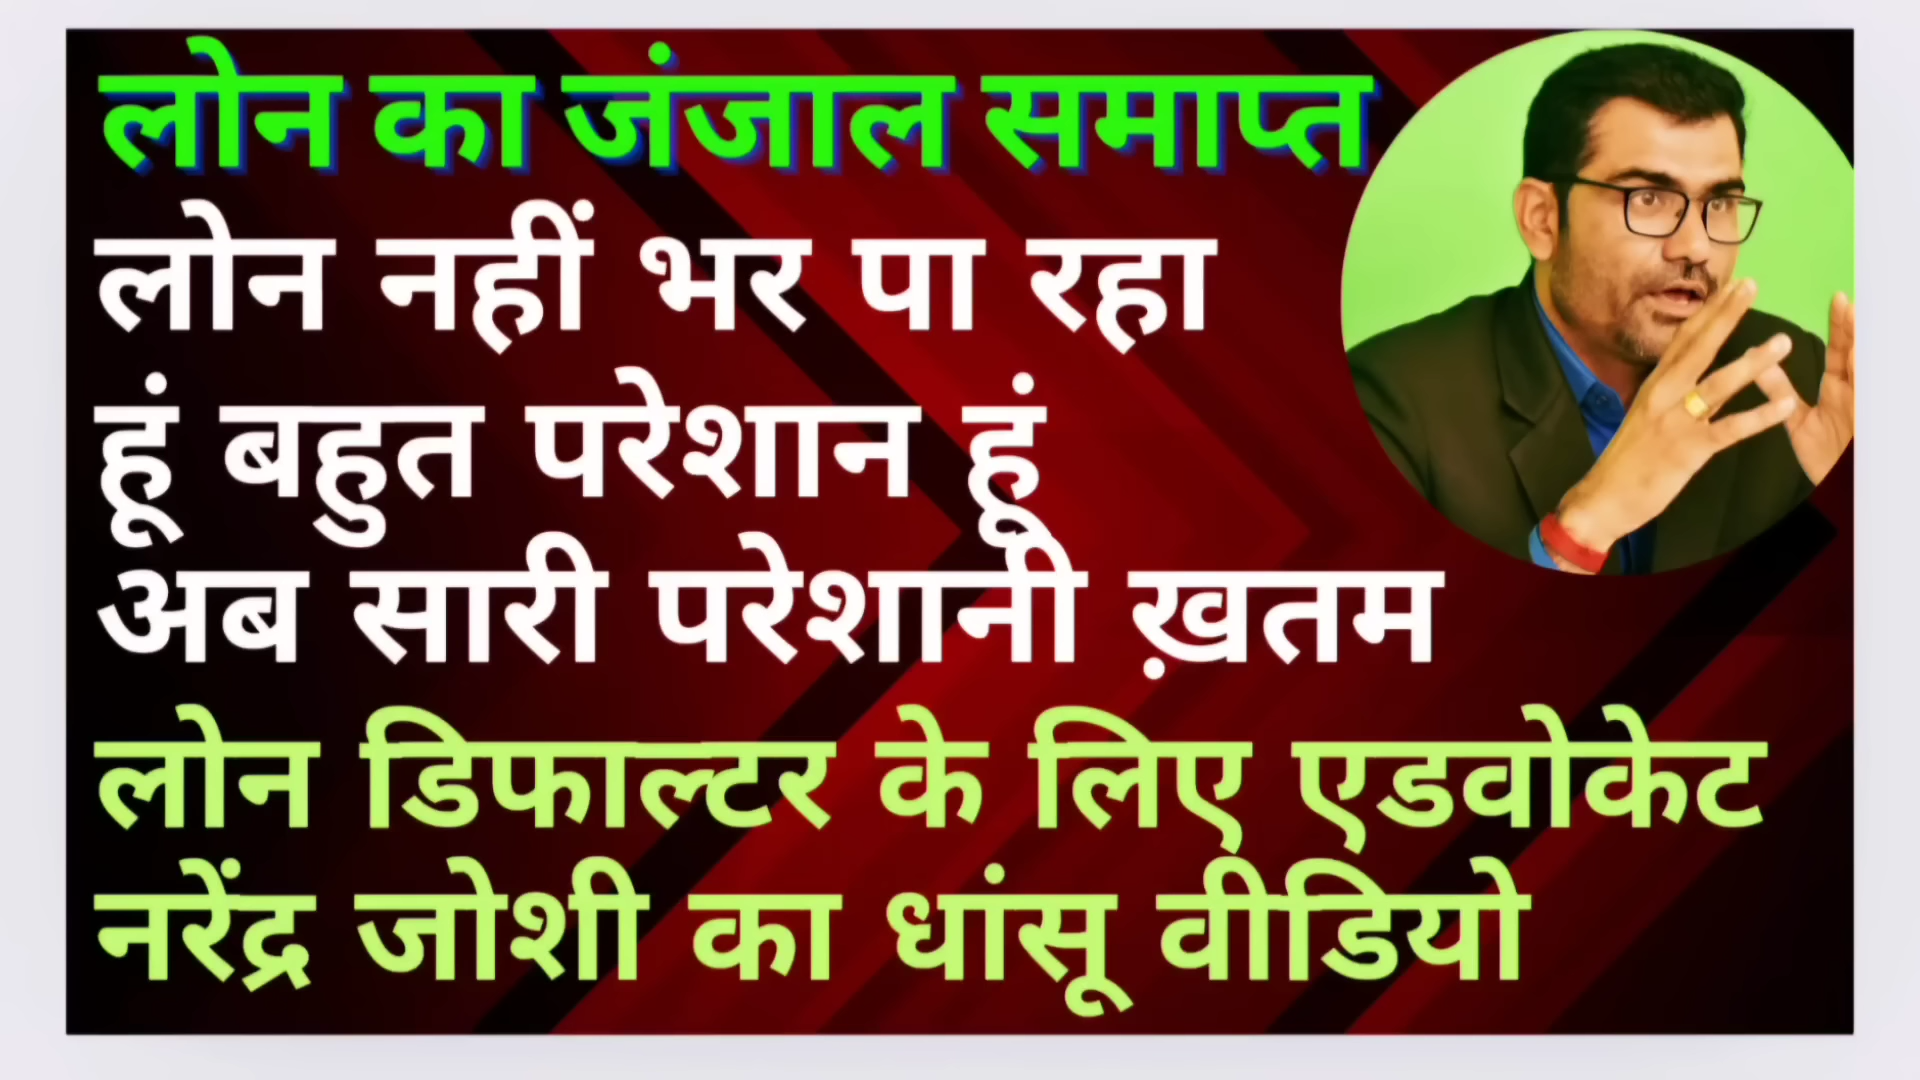 लोन का जंजाल समाप्त
लोन नहीं भर पा रहा
हूं बहुत परेशान हूं
अब सारी परेशानी ख़तम
लोन डिफाल्टर के लिए एडवोकेट
नरेंद्र जोशी का धांसू वीडियो